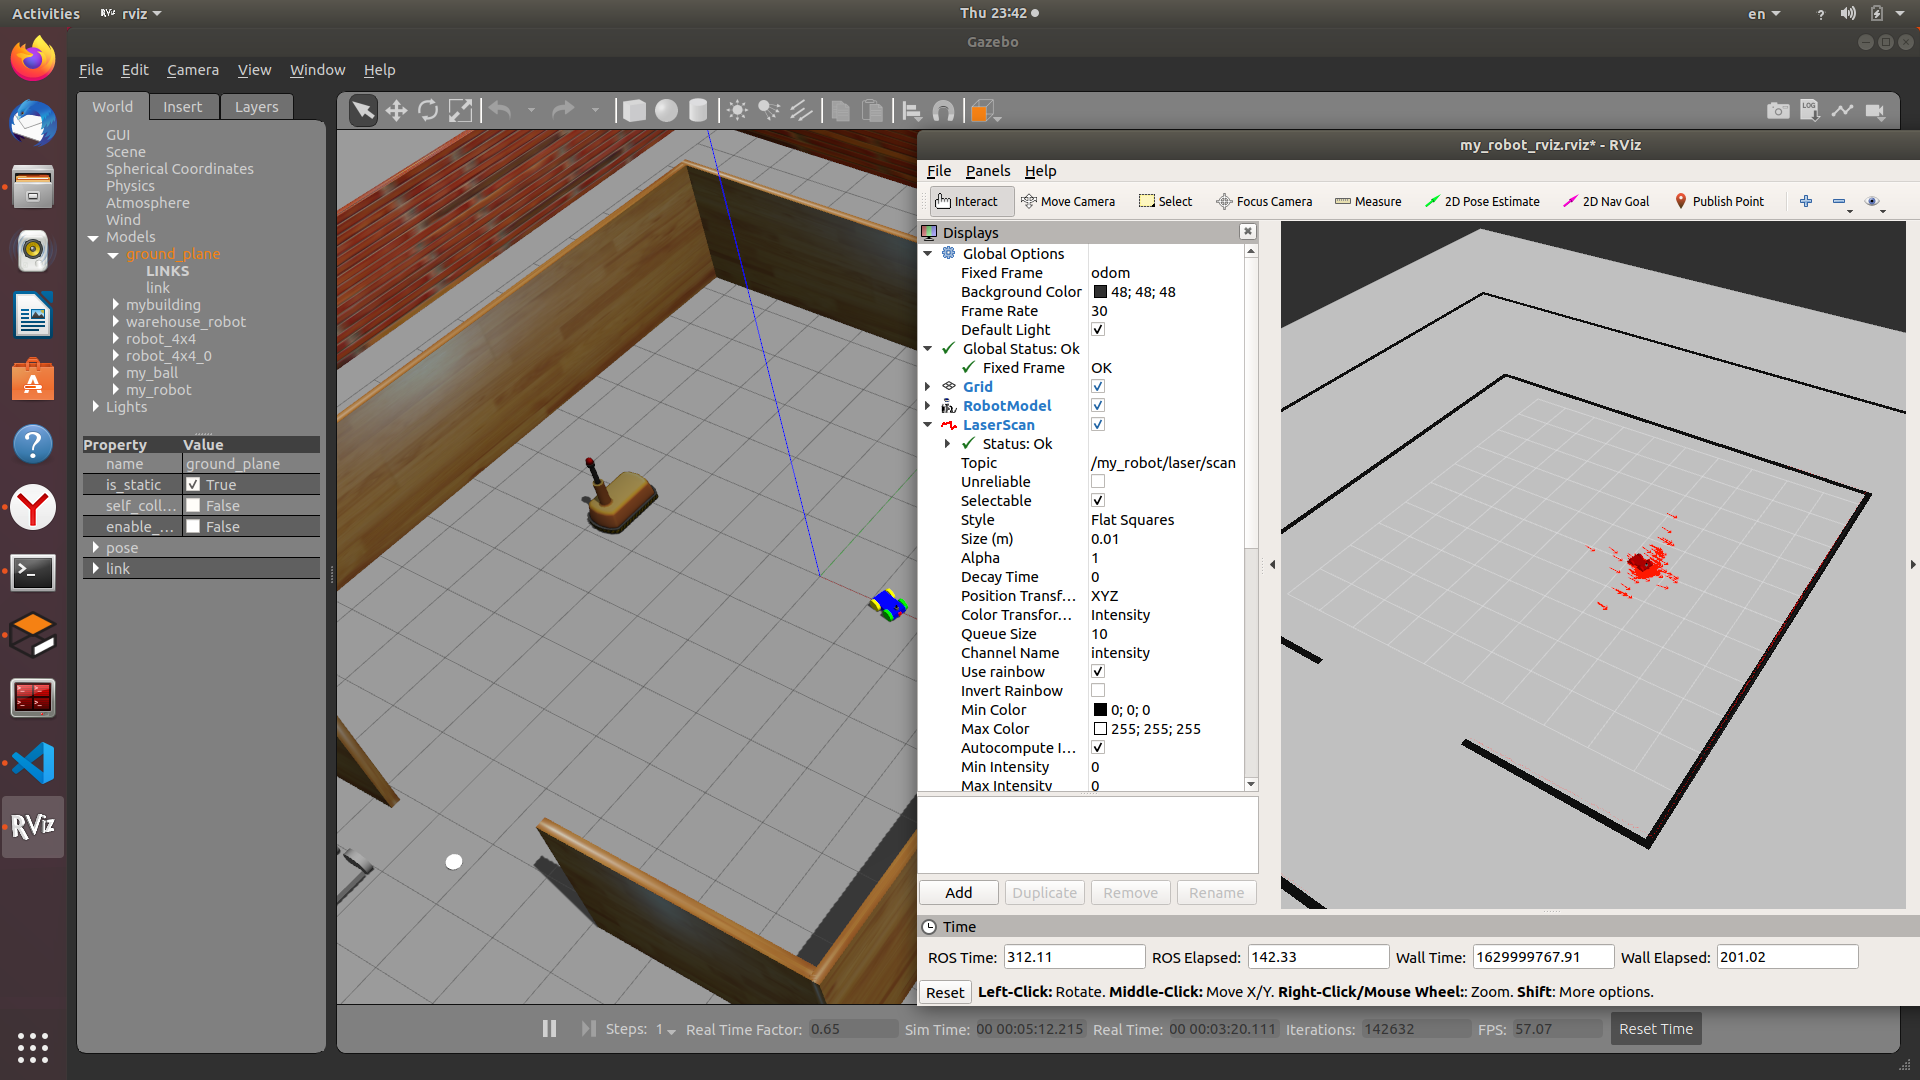 Activities
RViz rviz
Thu 23:42
en
?
Gazebo
File Edit Camera View Window Help
World Insert Layers
GUI
Scene
Spherical Coordinates
Physics
Atmosphere
Wind
Models
ground_plane
LINKS
link
mybuilding
warehouse_robot
robot_4x4
robot_4x4_0
my_ball
my_robot
Lights
Property Value
name ground_plane
is_static True
self_coll... False
enable_... False
pose
link
LOG
RViz
my_robot_rviz.rviz* - RViz
File Panels Help
Interact Move Camera Select Focus Camera Measure 2D Pose Estimate 2D Nav Goal Publish Point
Displays
Global Options
Fixed Frame odom
Background Color 48; 48; 48
Frame Rate 30
Default Light
Global Status: Ok
Fixed Frame OK
Grid
RobotModel
LaserScan
Status: Ok
Topic /my_robot/laser/scan
Unreliable
Selectable
Style Flat Squares
Size (m) 0.01
Alpha 1
Decay Time 0
Position Transf... XYZ
Color Transfor... Intensity
Queue Size 10
Channel Name intensity
Use rainbow
Invert Rainbow
Min Color 0; 0; 0
Max Color 255; 255; 255
Autocompute I...
Min Intensity 0
Max Intensity 0
Add Duplicate Remove Rename
Time
ROS Time: 312.11 ROS Elapsed: 142.33 Wall Time: 1629999767.91 Wall Elapsed: 201.02
Reset Left-Click: Rotate. Middle-Click: Move X/Y. Right-Click/Mouse Wheel:: Zoom. Shift: More options.
Steps: 1 Real Time Factor: 0.65 Sim Time: 00 00:05:12.215 Real Time: 00 00:03:20.111 Iterations: 142632 FPS: 57.07 Reset Time